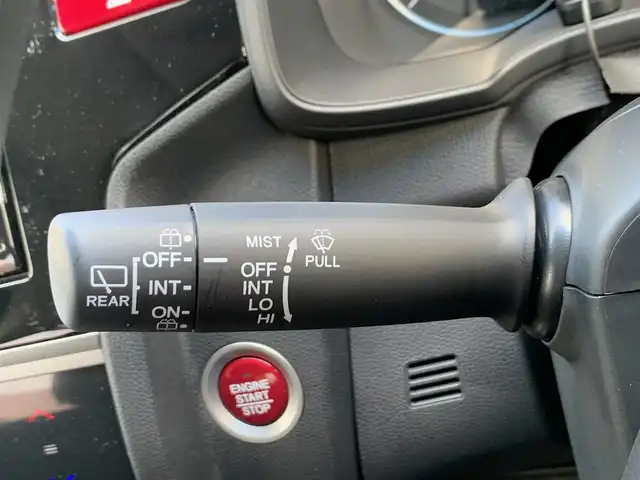 MIST
OFF
INT
LO
HI
PULL
OFF
INT
ON
REAR
ENGINE
START
STOP